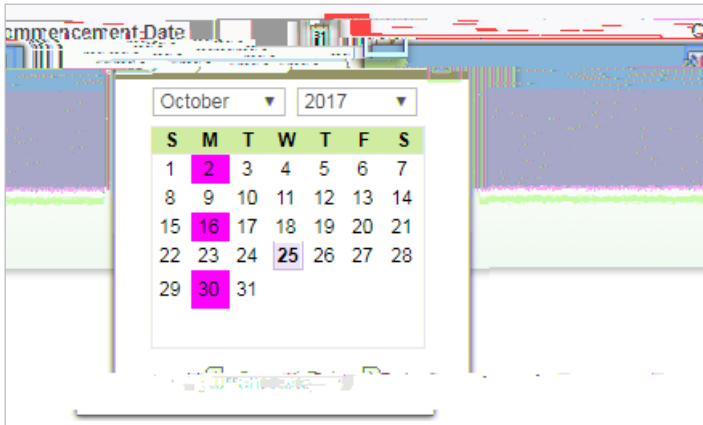 ommencement Date
October 2017
S M T W T F S
1 2 3 4 5 6 7
8 9 10 11 12 13 14
15 16 17 18 19 20 21
22 23 24 25 26 27 28
29 30 31